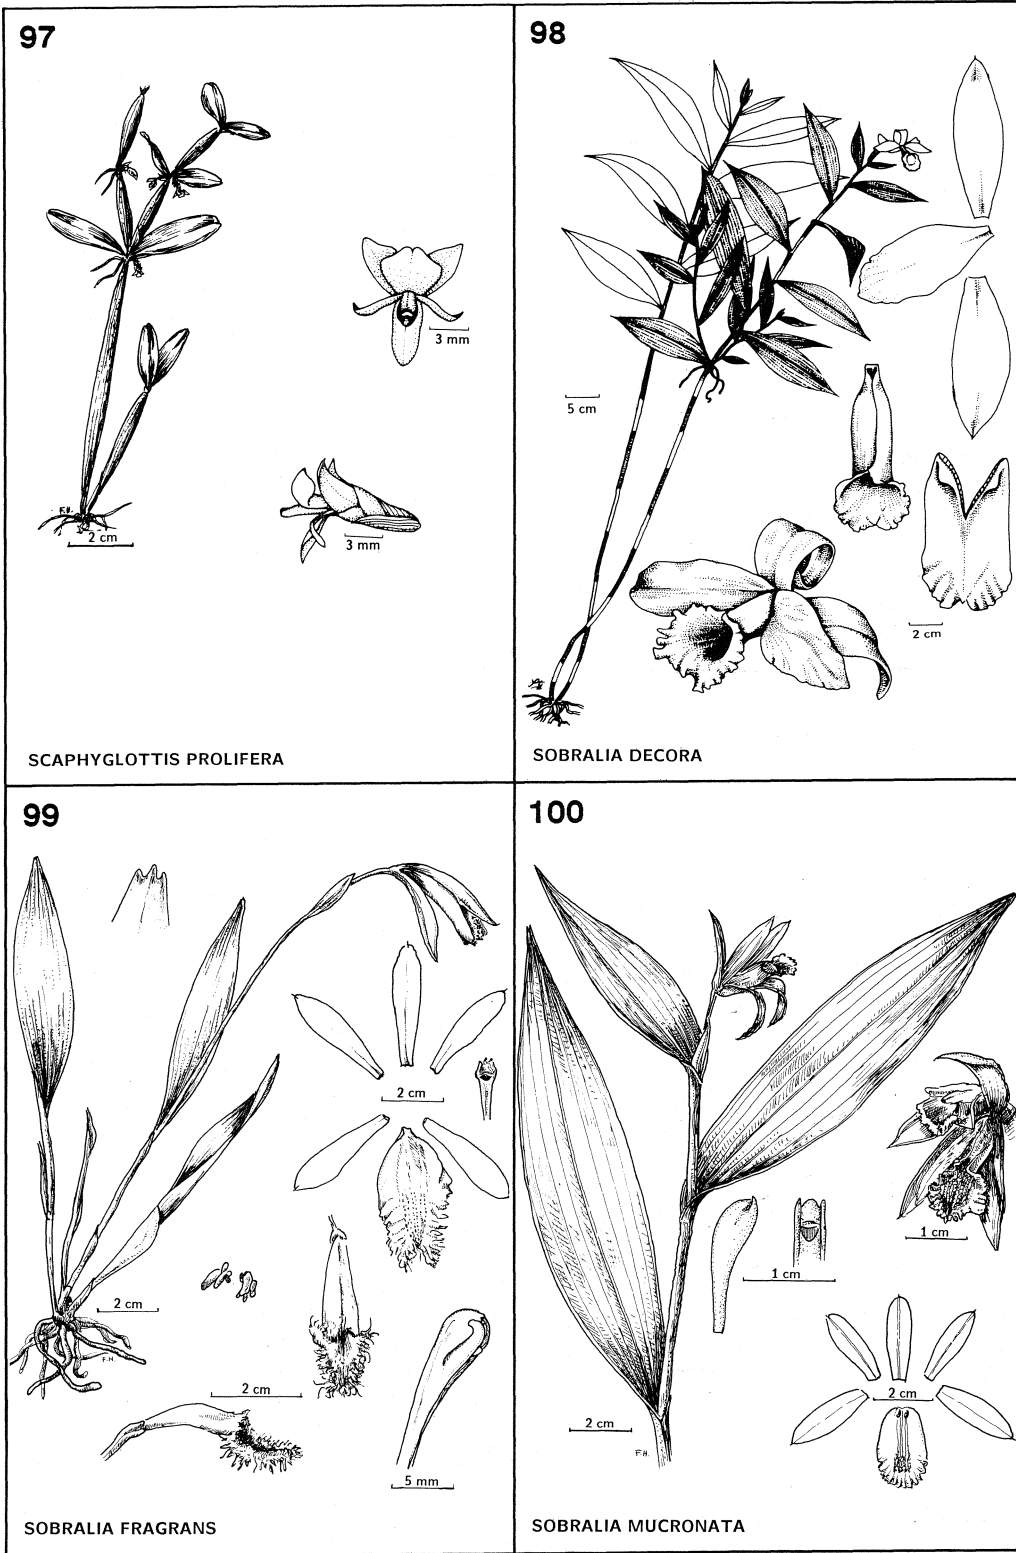 97
3 mm
3 mm
F.H.
2 cm
SCAPHYGLOTTIS PROLIFERA
98
5 cm
2 cm
SOBRALIA DECORA
99
2 cm
2 cm
F.H.
2 cm
5 mm
SOBRALIA FRAGRANS
100
1 cm
1 cm
2 cm
2 cm
F.H.
SOBRALIA MUCRONATA